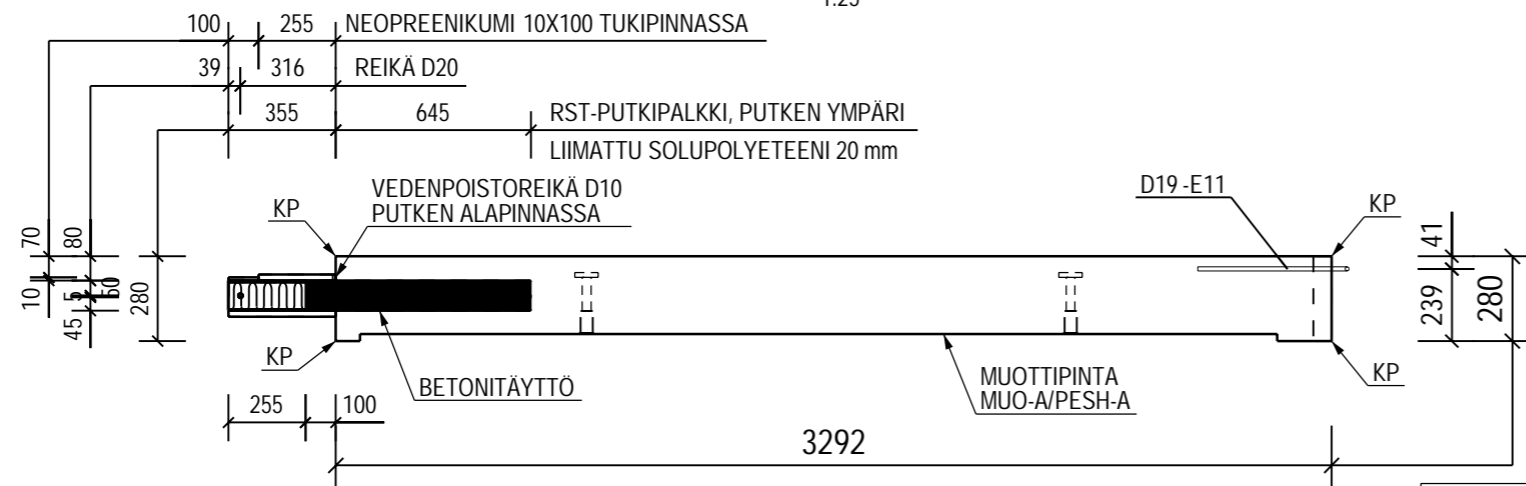 1:25
100 255 NEOPREENIKUMI 10X100 TUKIPINNASSA
39 316 REIKÄ D20
355 645 RST-PUTKIPALKKI, PUTKEN YMPÄRI
LIIMATTU SOLUPOLYETEENI 20 mm
VEDENPOISTOREIKÄ D10
PUTKEN ALAPINNASSA
KP
D19 -E11
KP
70
80
41
10
5
50
45
280
239
280
KP
BETONITÄYTTÖ
MUOTTIPINTA
MUO-A/PESH-A
KP
255 100
3292